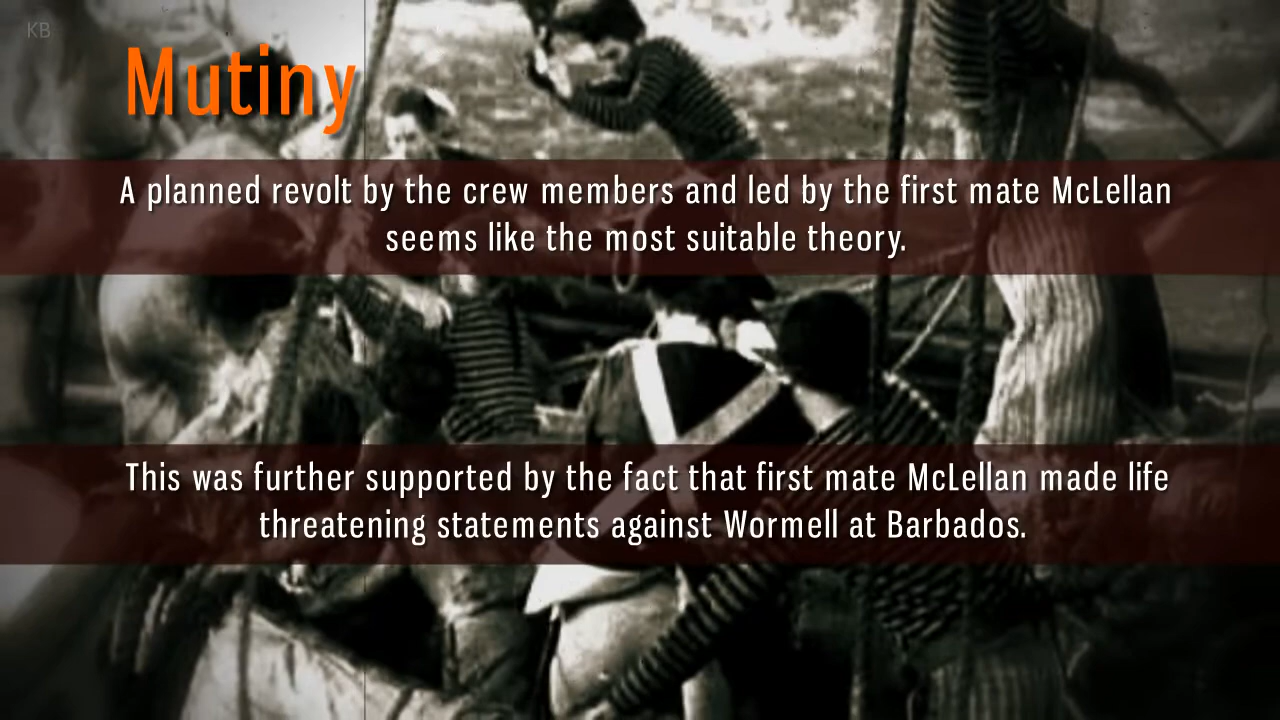 KB
Mutiny
A planned revolt by the crew members and led by the first mate McLellan
seems like the most suitable theory.
This was further supported by the fact that first mate McLellan made life
threatening statements against Wormell at Barbados.